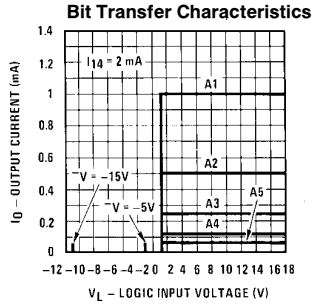 Bit Transfer Characteristics
1.4
1.2
1
0.8
0.6
0.4
0.2
0
I14 = 2 mA
A1
A2
A5
A3
A4
–V = –15V
–V = –5V
–12 –10 –8 –6 –4 –2 0 2 4 6 8 10 12 14 16 18
VL – LOGIC INPUT VOLTAGE (V)
IO – OUTPUT CURRENT (mA)